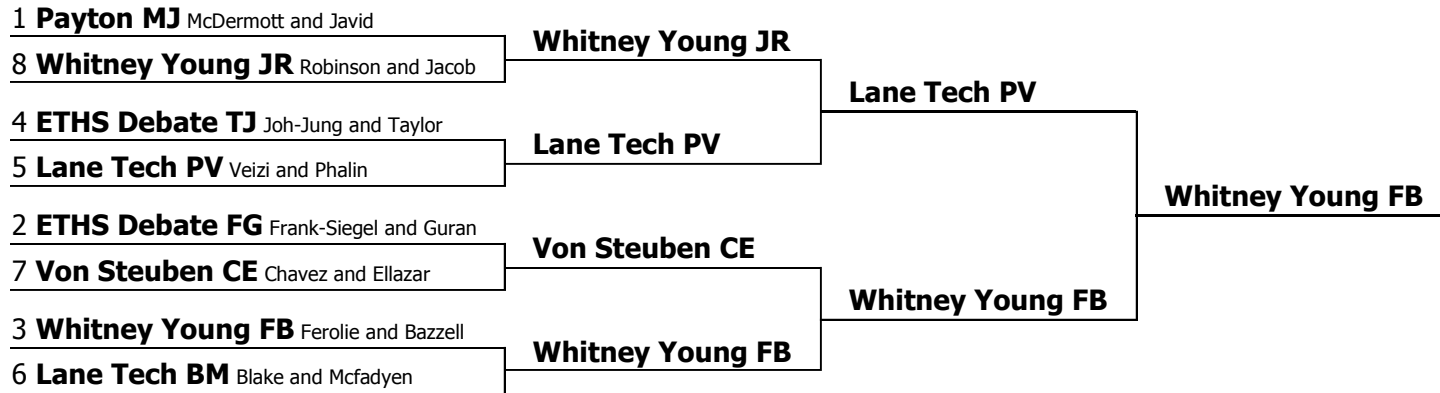 1 Payton MJ McDermott and Javid
8 Whitney Young JR Robinson and Jacob
4 ETHS Debate TJ Joh-Jung and Taylor
5 Lane Tech PV Veizi and Phalin
2 ETHS Debate FG Frank-Siegel and Guran
7 Von Steuben CE Chavez and Ellazar
3 Whitney Young FB Ferolie and Bazzell
6 Lane Tech BM Blake and Mcfadyen
Whitney Young JR
Lane Tech PV
Von Steuben CE
Whitney Young FB
Lane Tech PV
Whitney Young FB
Whitney Young FB